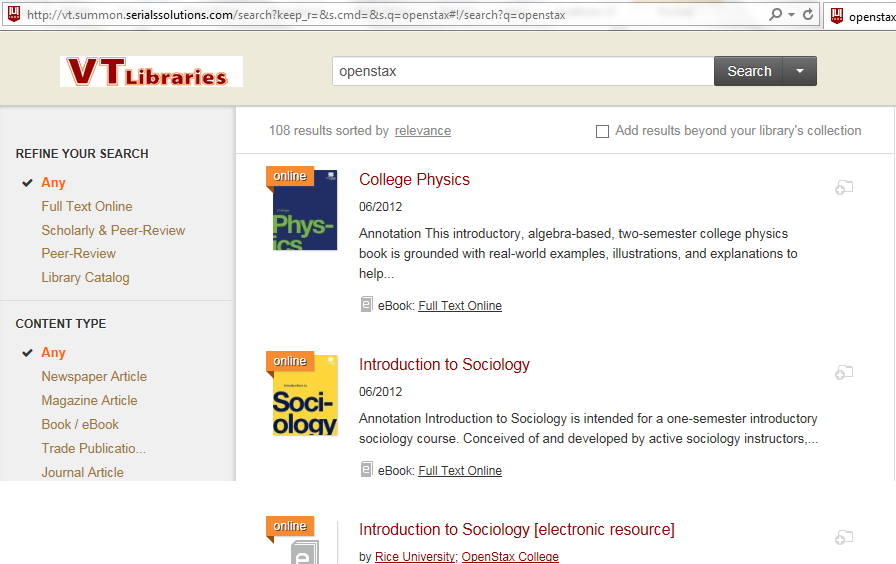 http://vt.summon.serialssolutions.com/search?keep_r=&s.cmd=&s.q=openstax#!/search?q=openstax
openstax
VT Libraries
openstax
Search
108 results sorted by relevance
Add results beyond your library's collection
REFINE YOUR SEARCH
Any
Full Text Online
Scholarly & Peer-Review
Peer-Review
Library Catalog
CONTENT TYPE
Any
Newspaper Article
Magazine Article
Book / eBook
Trade Publicatio...
Journal Article
online
Phys-
ics
College Physics
06/2012
Annotation This introductory, algebra-based, two-semester college physics
book is grounded with real-world examples, illustrations, and explanations to
help...
eBook: Full Text Online
online
Introduction to
Soci-
ology
Introduction to Sociology
06/2012
Annotation Introduction to Sociology is intended for a one-semester introductory
sociology course. Conceived of and developed by active sociology instructors,...
eBook: Full Text Online
online
Introduction to Sociology [electronic resource]
by Rice University; OpenStax College